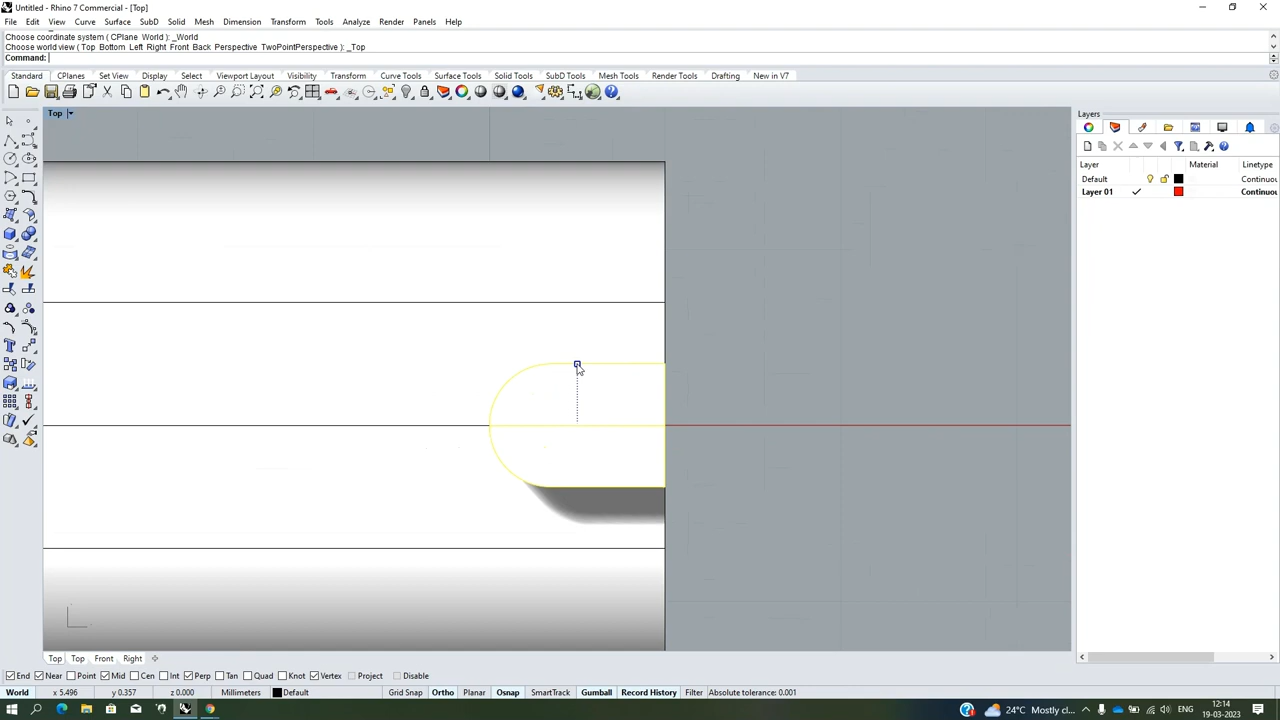 Untitled - Rhino 7 Commercial - [Top]
File Edit View Curve Surface SubD Solid Mesh Dimension Transform Tools Analyze Render Panels Help
Choose coordinate system ( CPlane World ): _World
Choose world view ( Top Bottom Left Right Front Back Perspective TwoPointPerspective ): _Top
Command:
Standard CPlanes Set View Display Select Viewport Layout Visibility Transform Curve Tools Surface Tools Solid Tools SubD Tools Mesh Tools Render Tools Drafting New in V7
Top
Layers
Layer Material Linetype
Default Continuou
Layer 01 Continuou
Top Top Front Right
End Near Point Mid Cen Int Perp Tan Quad Knot Vertex Project Disable
World x 5.496 y 0.357 z 0.000 Millimeters Default Grid Snap Ortho Planar Osnap SmartTrack Gumball Record History Filter Absolute tolerance: 0.001
24°C Mostly cl... ENG 12:14
19-03-2023